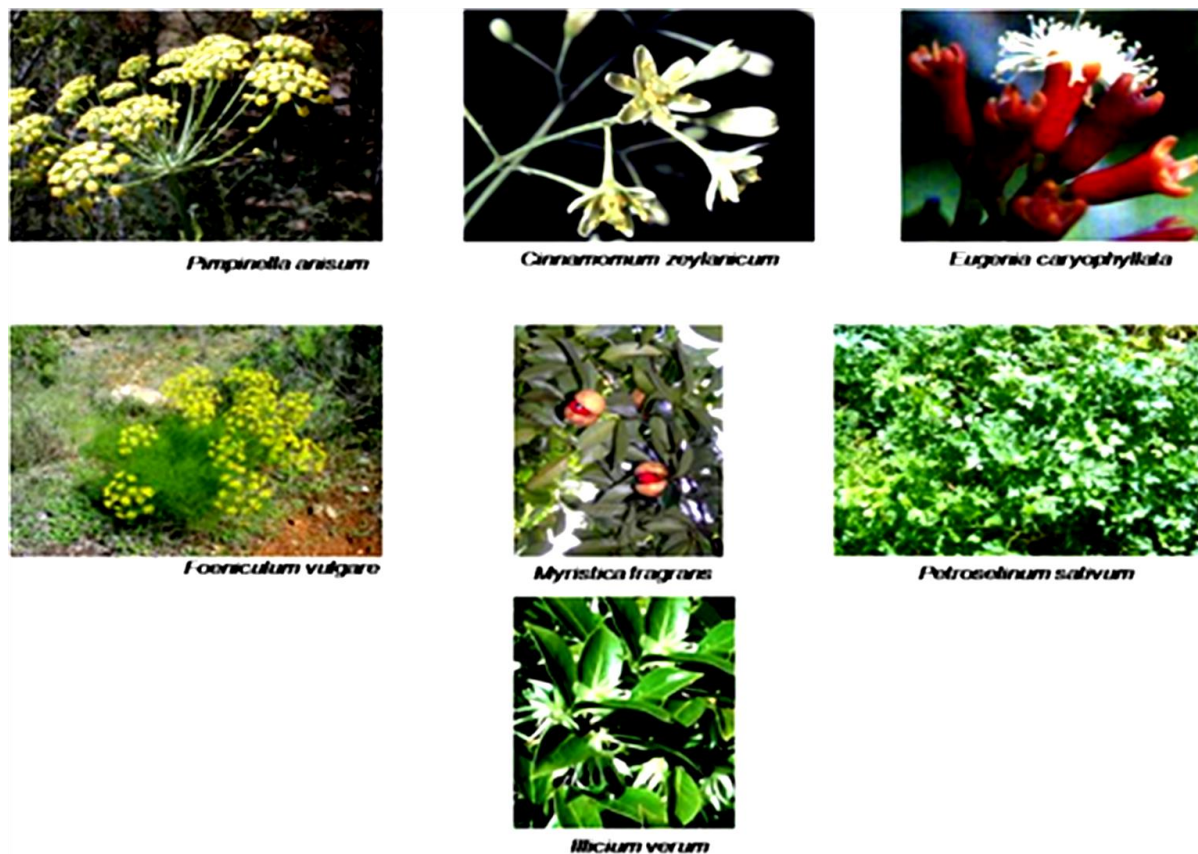 Pimpinella anisum
Cinnamomum zeylanicum
Eugenia caryophyllata
Foeniculum vulgare
Myristica fragrans
Petroselinum sativum
Illicium verum